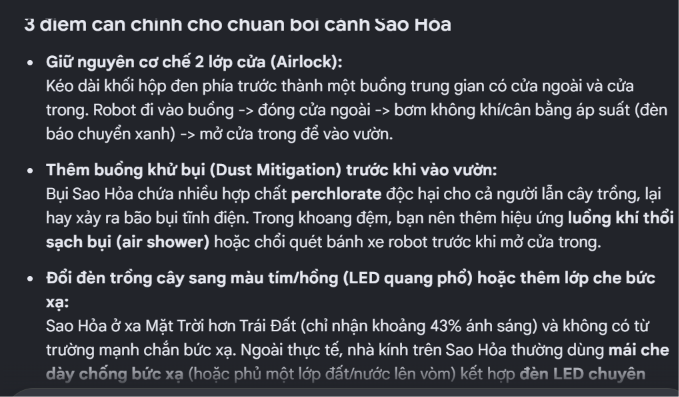 3 điểm cần chỉnh cho chuẩn bối cảnh Sao Hỏa
• Giữ nguyên cơ chế 2 lớp cửa (Airlock):
Kéo dài khối hộp đen phía trước thành một buồng trung gian có cửa ngoài và cửa
trong. Robot đi vào buồng -> đóng cửa ngoài -> bơm không khí/cân bằng áp suất (đèn
báo chuyển xanh) -> mở cửa trong để vào vườn.
• Thêm buồng khử bụi (Dust Mitigation) trước khi vào vườn:
Bụi Sao Hỏa chứa nhiều hợp chất perchlorate độc hại cho cả người lẫn cây trồng, lại
hay xảy ra bão bụi tĩnh điện. Trong khoang đệm, bạn nên thêm hiệu ứng luồng khí thổi
sạch bụi (air shower) hoặc chổi quét bánh xe robot trước khi mở cửa trong.
• Đổi đèn trồng cây sang màu tím/hồng (LED quang phổ) hoặc thêm lớp che bức
xạ:
Sao Hỏa ở xa Mặt Trời hơn Trái Đất (chỉ nhận khoảng 43% ánh sáng) và không có từ
trường mạnh chắn bức xạ. Ngoài thực tế, nhà kính trên Sao Hỏa thường dùng mái che
dày chống bức xạ (hoặc phủ một lớp đất/nước lên vòm) kết hợp đèn LED chuyên